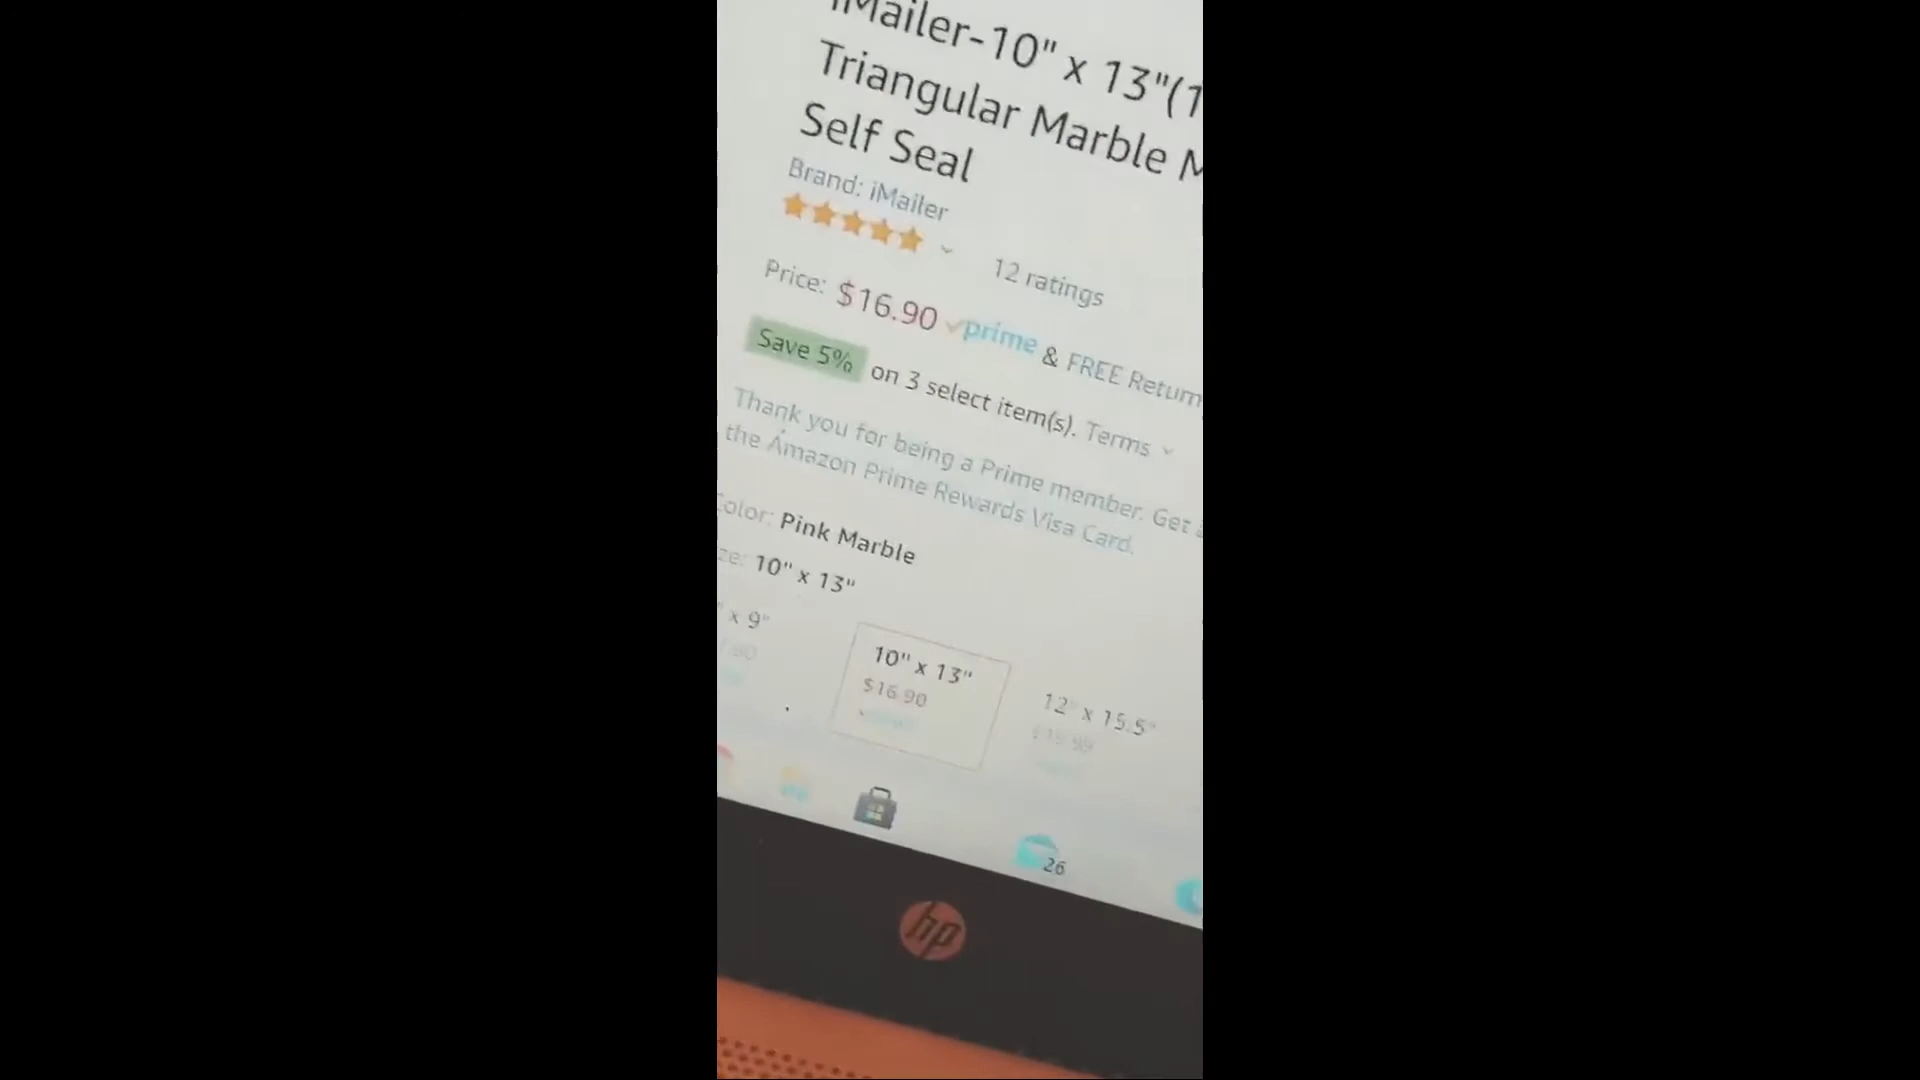 iMailer-10" x 13"(1
Triangular Marble M
Self Seal
Brand: iMailer
12 ratings
Price: $16.90 prime & FREE Return
Save 5% on 3 select item(s). Terms
Thank you for being a Prime member. Get a
the Amazon Prime Rewards Visa Card.
Color: Pink Marble
ze: 10" x 13"
" x 9"
10" x 13"
$16.90
12" x 15.5"
26
hp